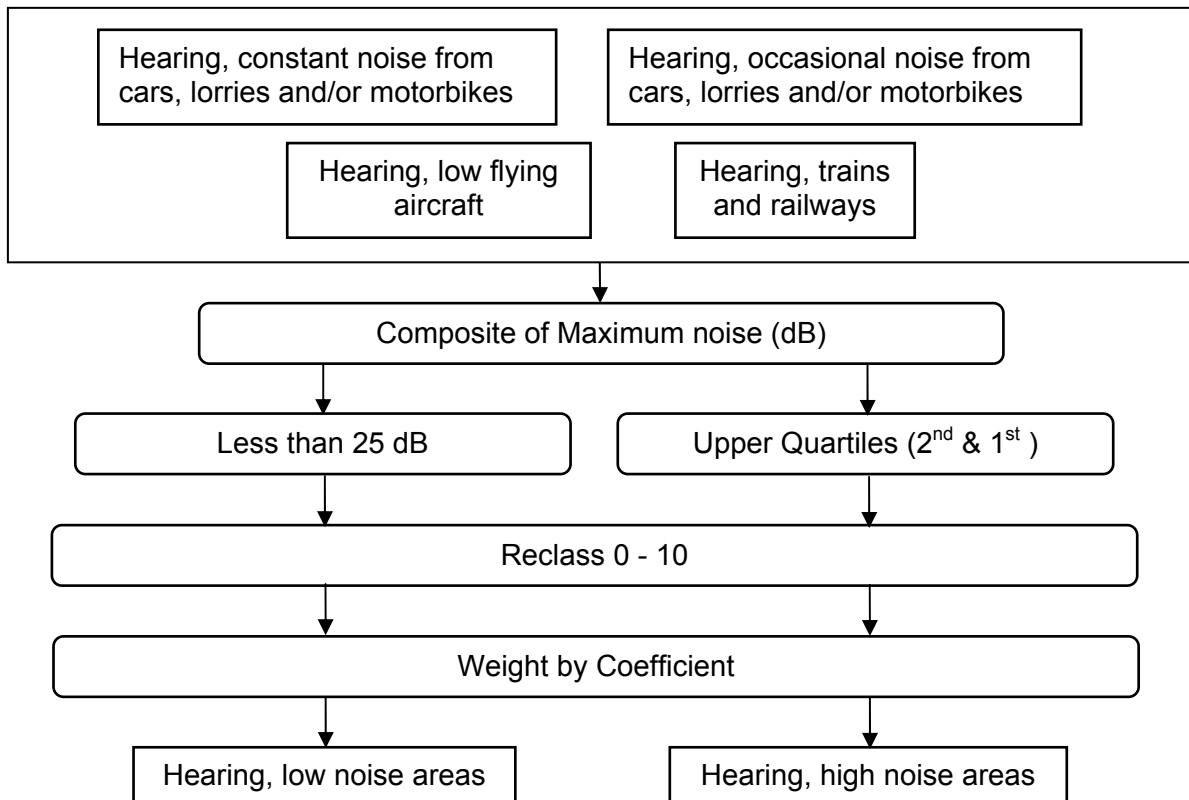 Hearing, constant noise from
cars, lorries and/or motorbikes
Hearing, occasional noise from
cars, lorries and/or motorbikes
Hearing, low flying
aircraft
Hearing, trains
and railways
Composite of Maximum noise (dB)
Less than 25 dB
Upper Quartiles (2nd & 1st )
Reclass 0 - 10
Weight by Coefficient
Hearing, low noise areas
Hearing, high noise areas